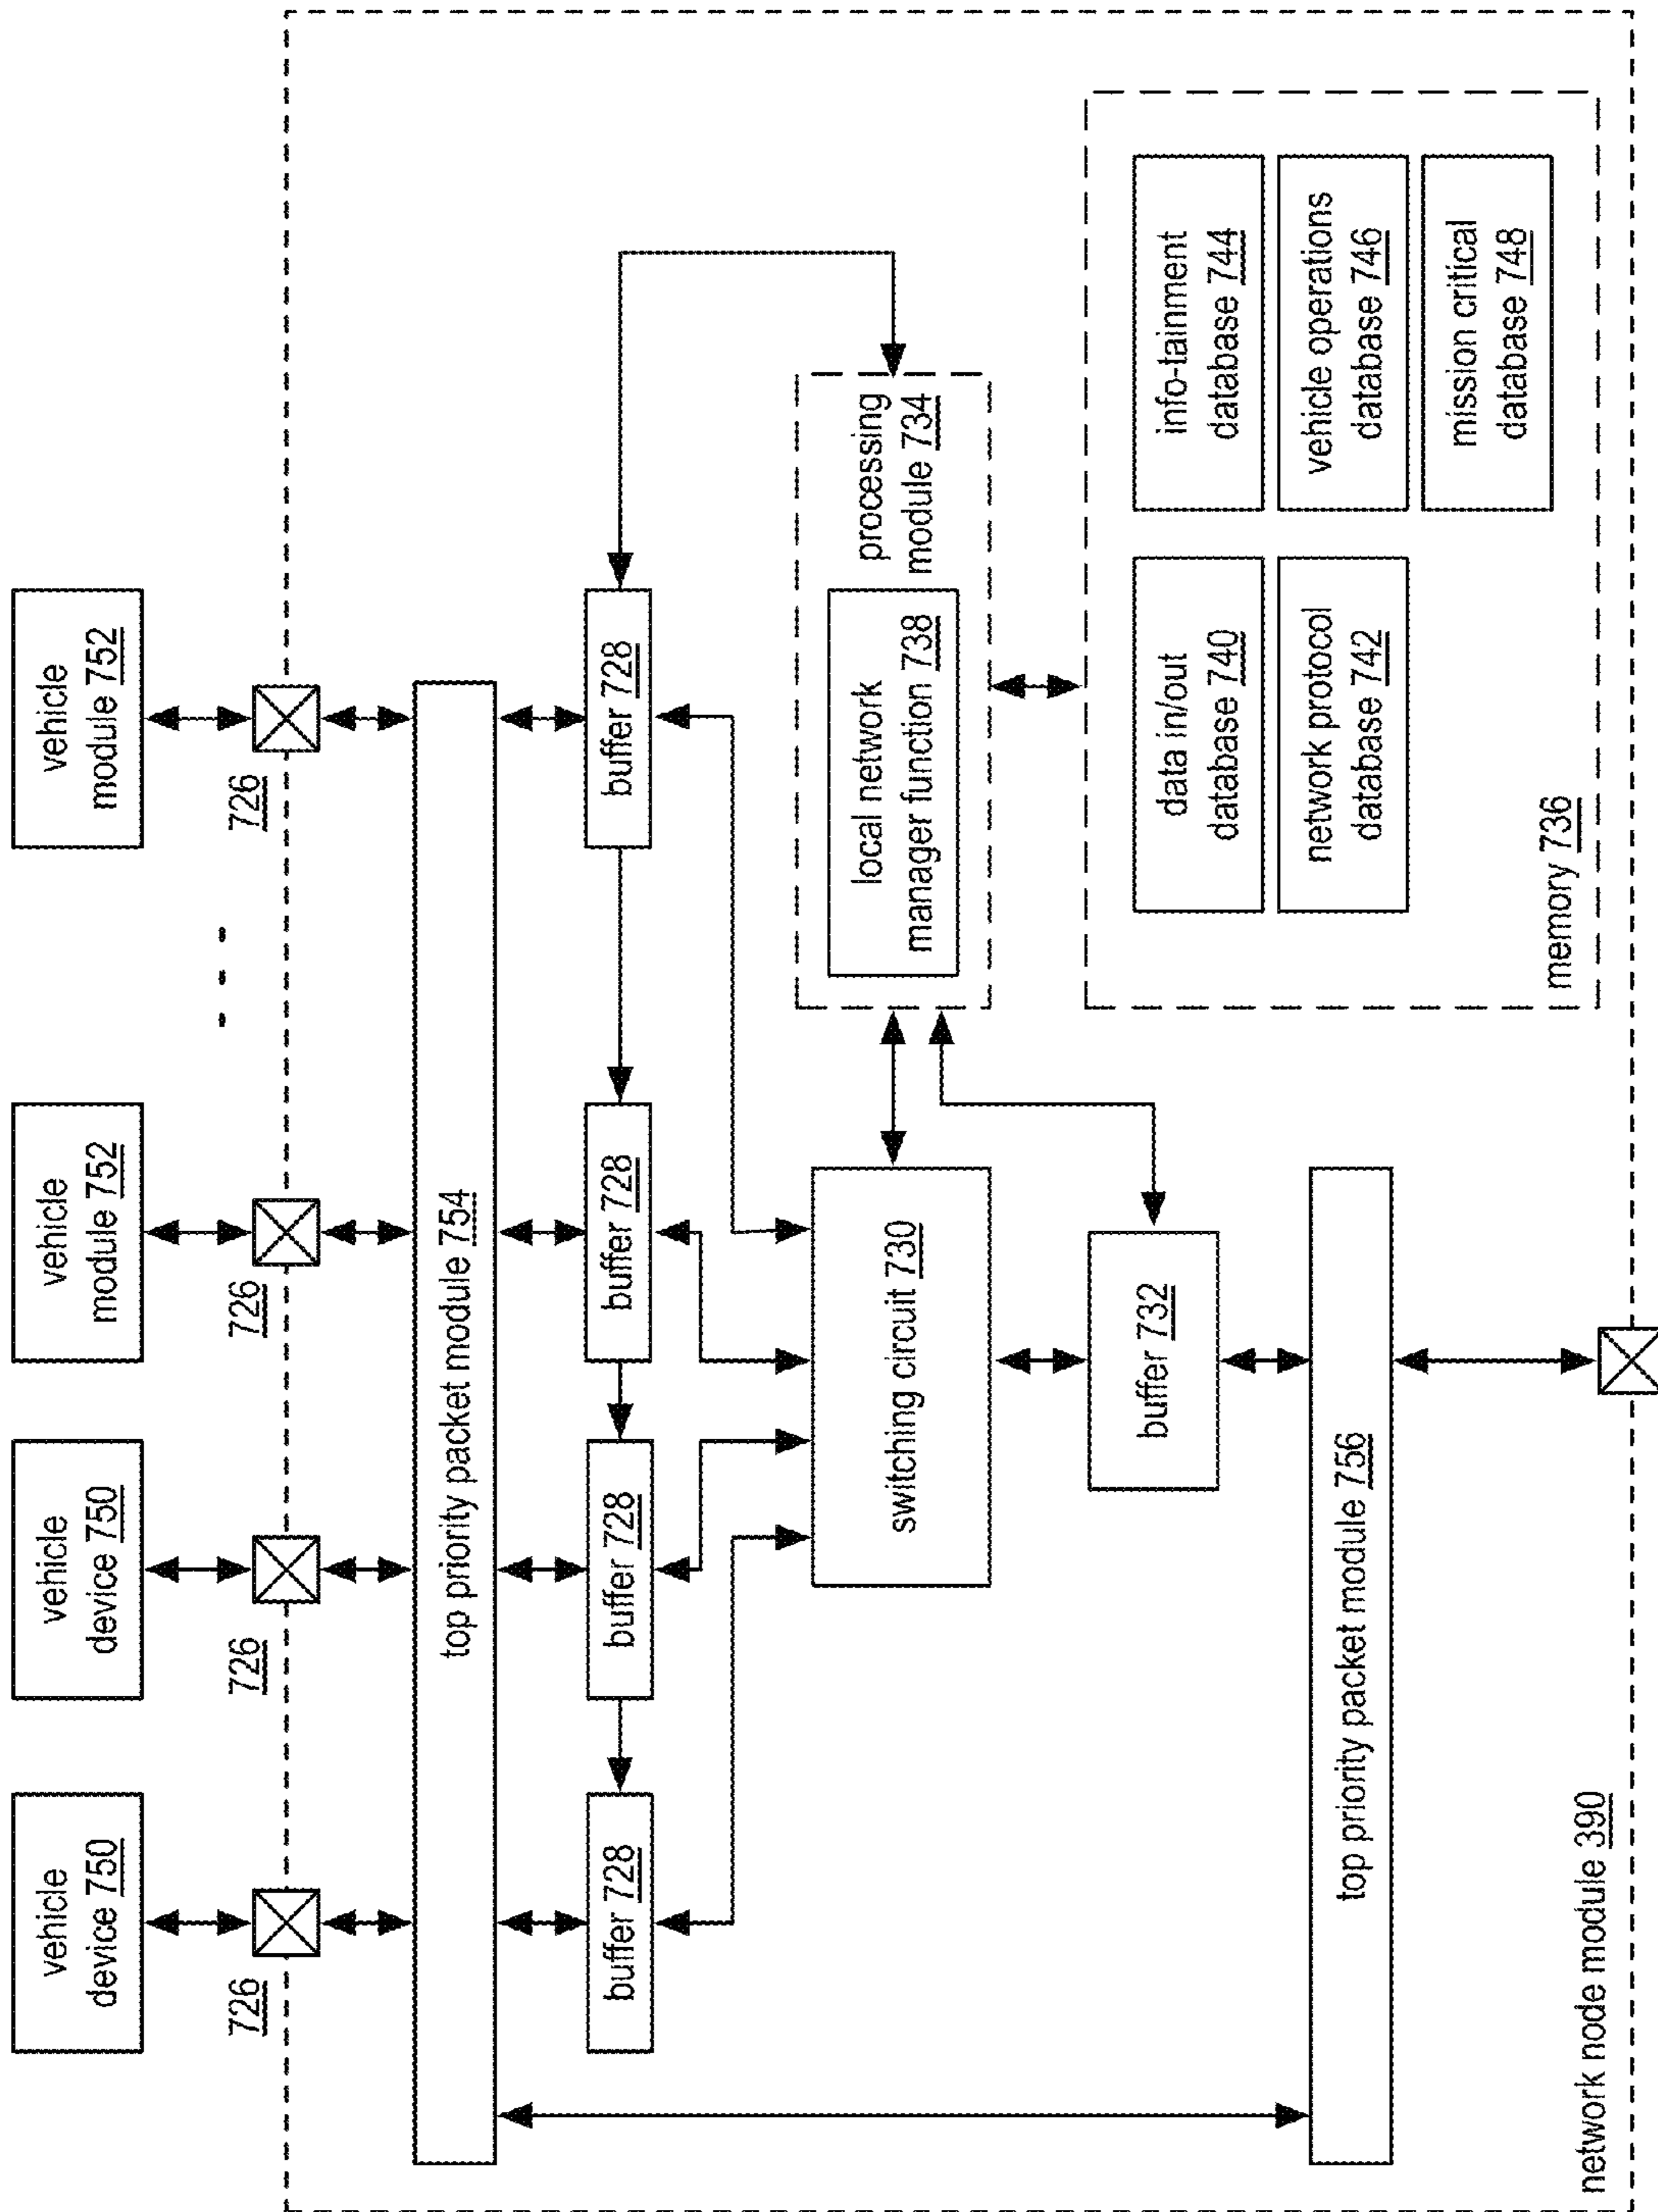 vehicle
device 750
vehicle
device 750
vehicle
module 752
. . .
vehicle
module 752
726
726
726
726
top priority packet module 754
buffer 728
buffer 728
buffer 728
buffer 728
switching circuit 730
local network
manager function 738
processing
module 734
buffer 732
data in/out
database 740
info-tainment
database 744
network protocol
database 742
vehicle operations
database 746
mission critical
database 748
memory 736
top priority packet module 756
network node module 390